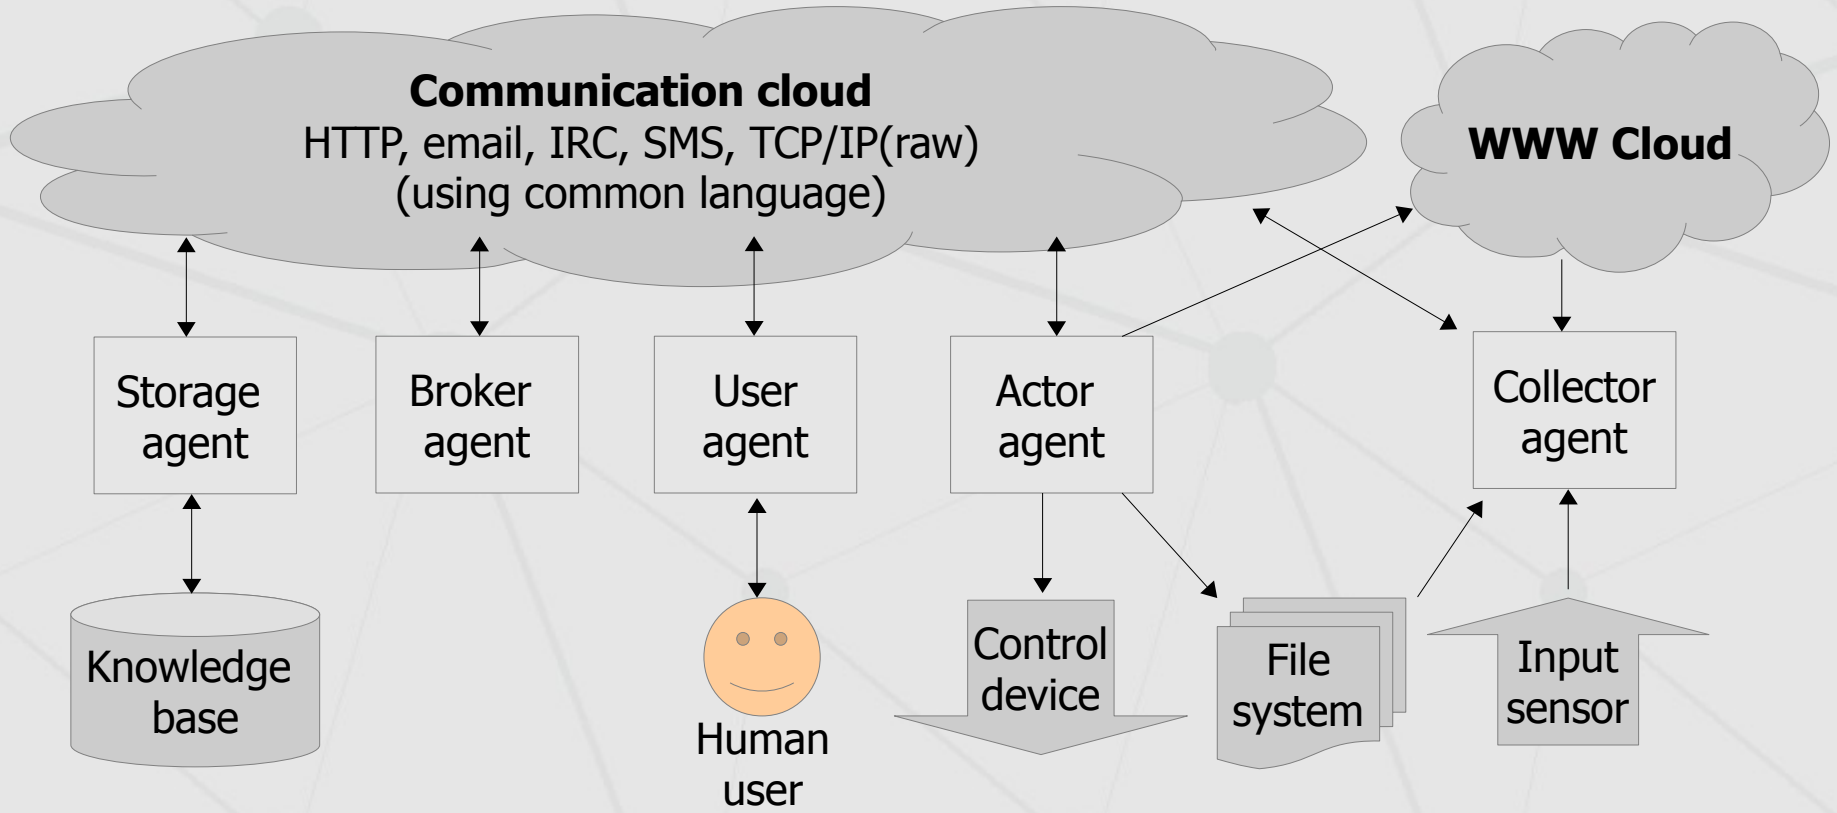 Communication cloud
HTTP, email, IRC, SMS, TCP/IP(raw)
(using common language)
WWW Cloud
Storage
agent
Broker
agent
User
agent
Actor
agent
Collector
agent
Knowledge
base
Human
user
Control
device
File
system
Input
sensor